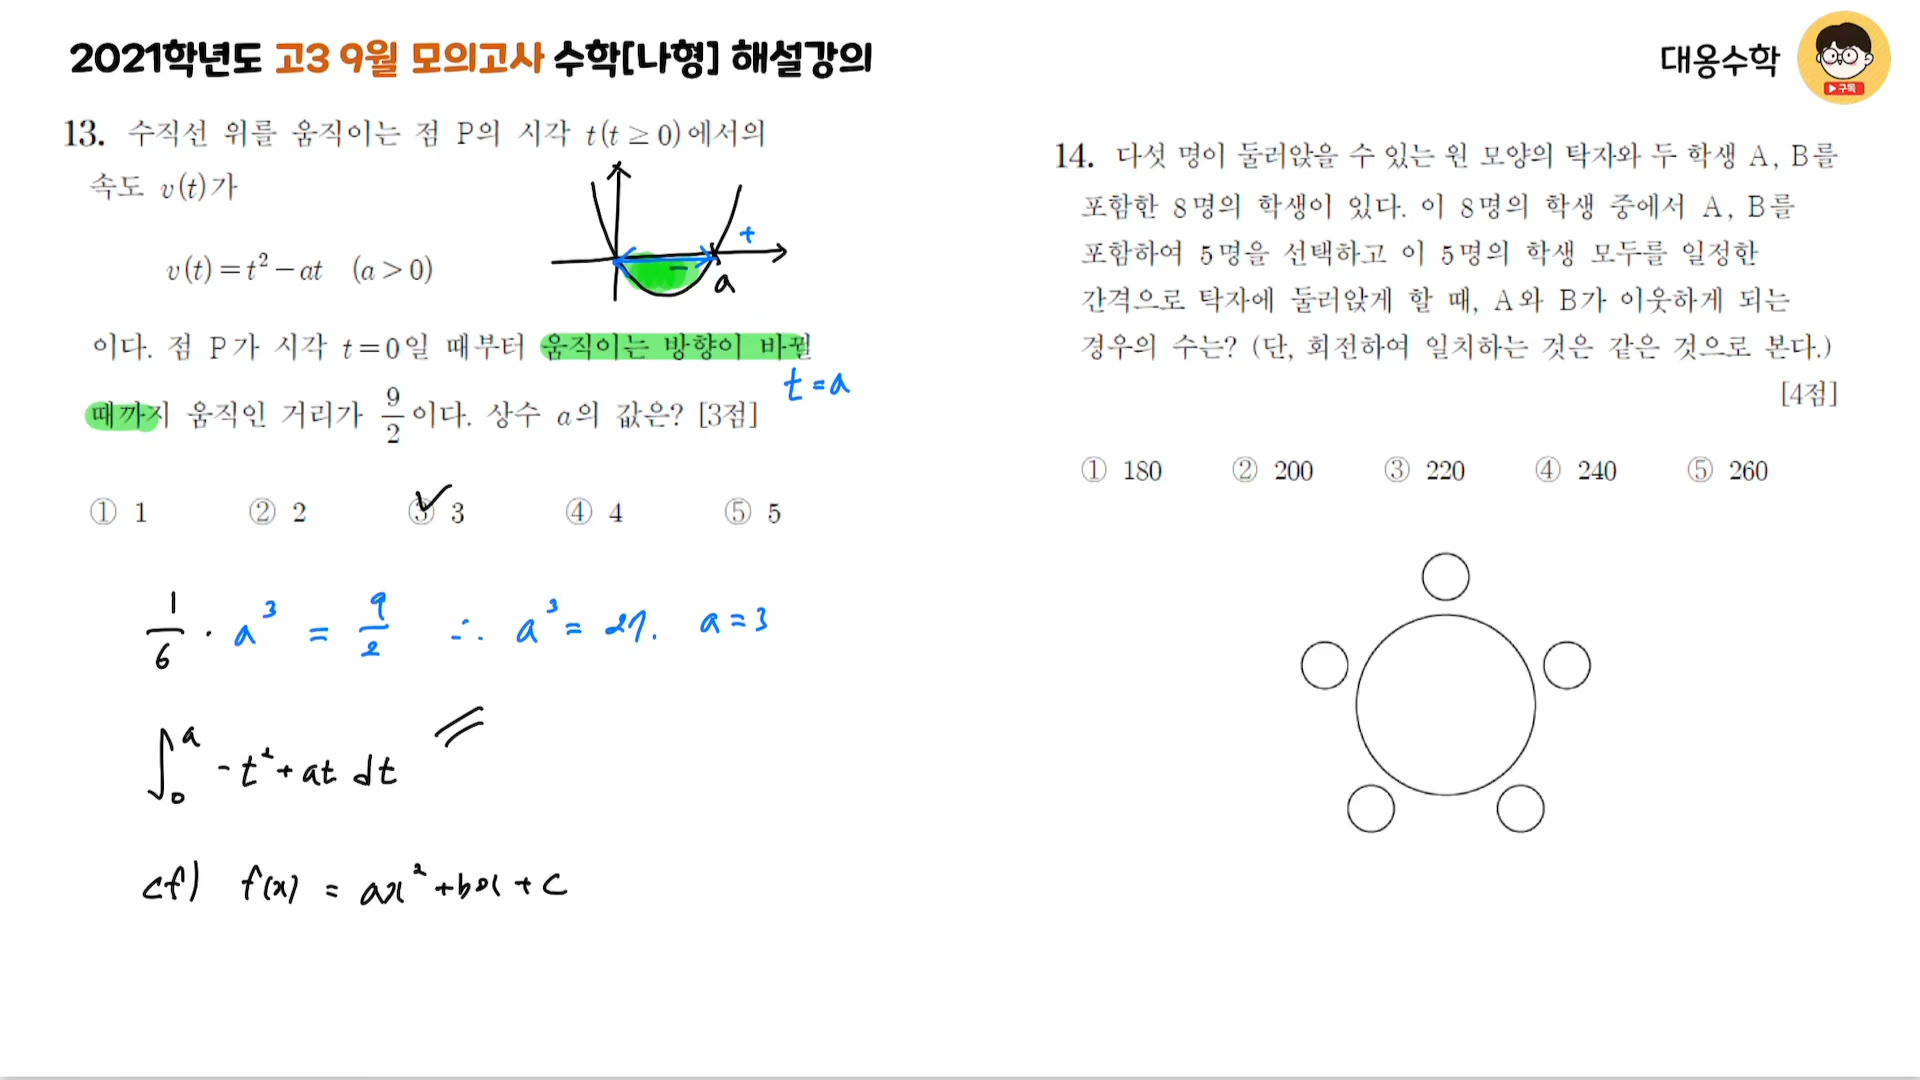 2021학년도 고3 9월 모의고사 수학[나형] 해설강의
대웅수학
구독
13. 수직선 위를 움직이는 점 P의 시각 t(t ≥ 0)에서의
속도 v(t)가
v(t) = t² − at (a > 0)
+
−
a
이다. 점 P가 시각 t = 0일 때부터 움직이는 방향이 바뀔
t = a
때까지 움직인 거리가 9/2이다. 상수 a의 값은? [3점]
① 1 ② 2 ③ 3 ④ 4 ⑤ 5
1/6 · a³ = 9/2 ∴ a³ = 27. a = 3
∫₀ᵃ -t² + at dt
cf) f(x) = ax² + bx + c
14. 다섯 명이 둘러앉을 수 있는 원 모양의 탁자와 두 학생 A, B를
포함한 8명의 학생이 있다. 이 8명의 학생 중에서 A, B를
포함하여 5명을 선택하고 이 5명의 학생 모두를 일정한
간격으로 탁자에 둘러앉게 할 때, A와 B가 이웃하게 되는
경우의 수는? (단, 회전하여 일치하는 것은 같은 것으로 본다.)
[4점]
① 180 ② 200 ③ 220 ④ 240 ⑤ 260